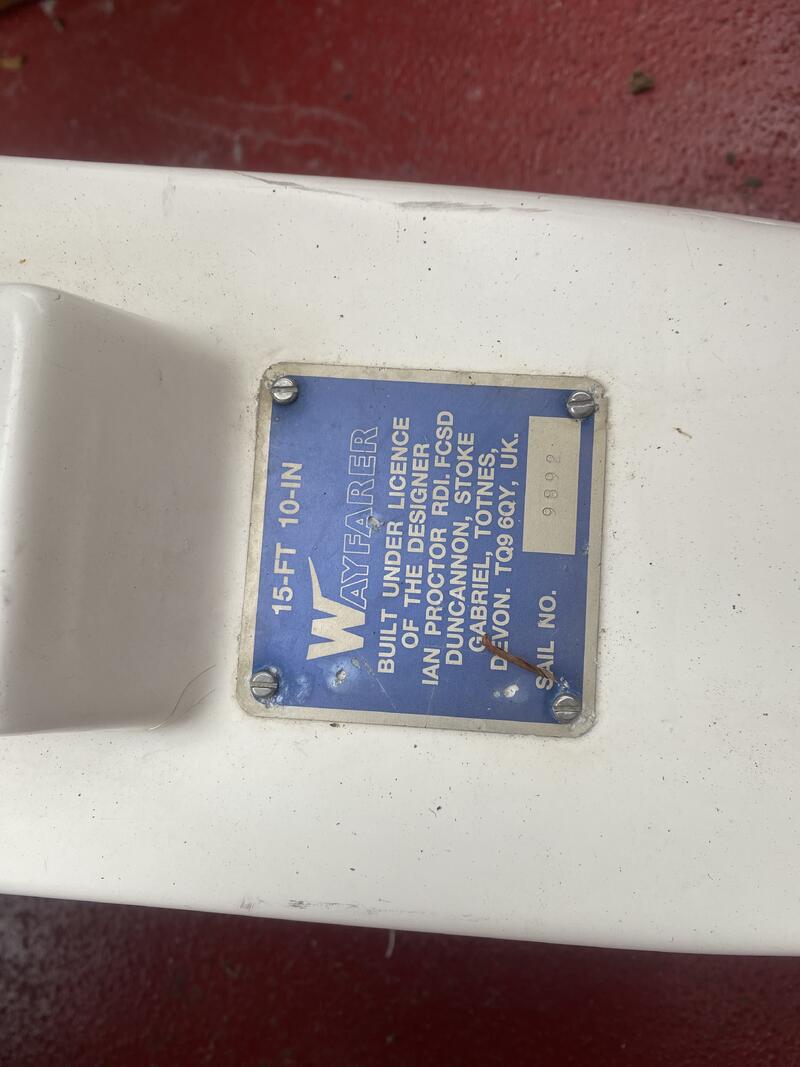 15-FT 10-IN
WAYFARER
BUILT UNDER LICENCE
OF THE DESIGNER
IAN PROCTOR RDI. FCSD
DUNCANNON, STOKE
GABRIEL, TOTNES,
DEVON. TQ9 6QY, UK.
SAIL NO. 9892